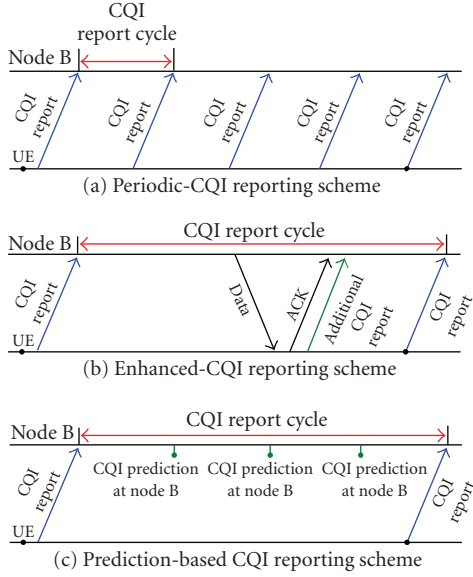 CQI
report cycle
Node B
CQI
report
CQI
report
CQI
report
CQI
report
CQI
report
UE
(a) Periodic-CQI reporting scheme
Node B
CQI report cycle
CQI
report
Data
ACK
Additional
CQI
report
CQI
report
UE
(b) Enhanced-CQI reporting scheme
Node B
CQI report cycle
CQI prediction
at node B
CQI prediction
at node B
CQI prediction
at node B
CQI
report
CQI
report
UE
(c) Prediction-based CQI reporting scheme